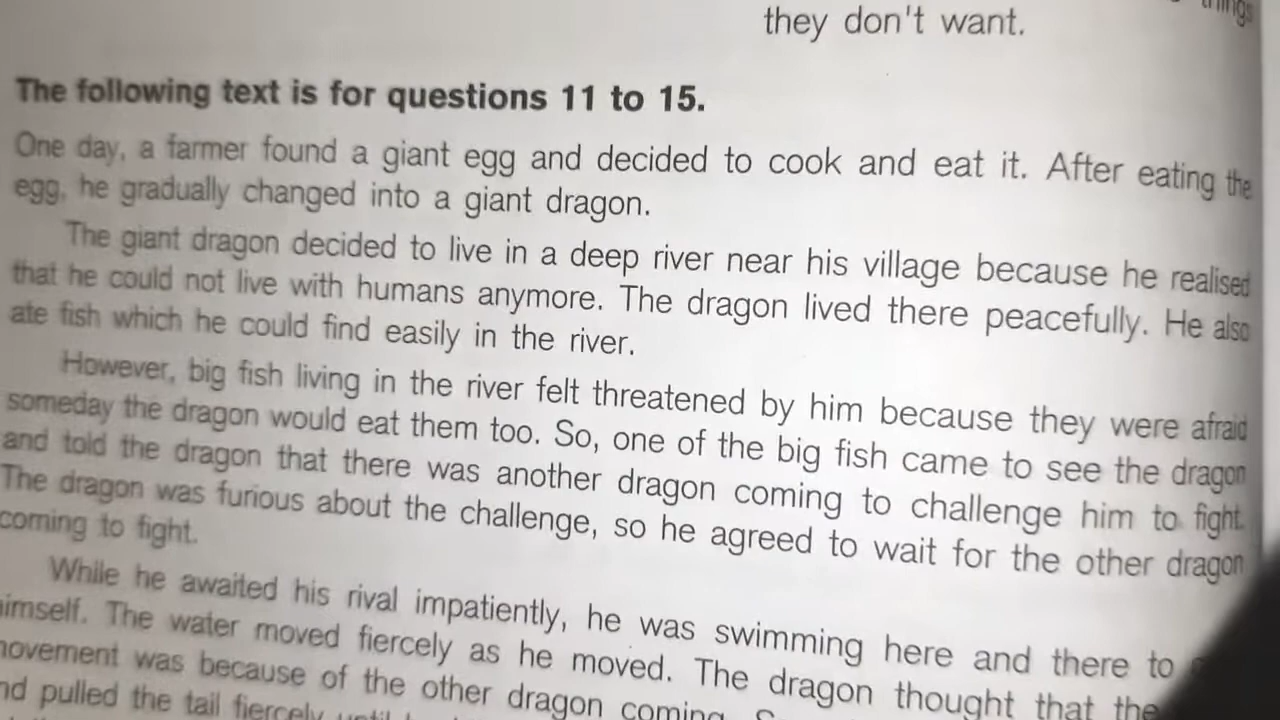 things
they don't want.
The following text is for questions 11 to 15.
One day, a farmer found a giant egg and decided to cook and eat it. After eating the
egg, he gradually changed into a giant dragon.
The giant dragon decided to live in a deep river near his village because he realised
that he could not live with humans anymore. The dragon lived there peacefully. He also
ate fish which he could find easily in the river.
However, big fish living in the river felt threatened by him because they were afraid
someday the dragon would eat them too. So, one of the big fish came to see the dragon
and told the dragon that there was another dragon coming to challenge him to fight.
The dragon was furious about the challenge, so he agreed to wait for the other dragon
coming to fight.
While he awaited his rival impatiently, he was swimming here and there to
himself. The water moved fiercely as he moved. The dragon thought that the
movement was because of the other dragon coming.
and pulled the tail fiercely until